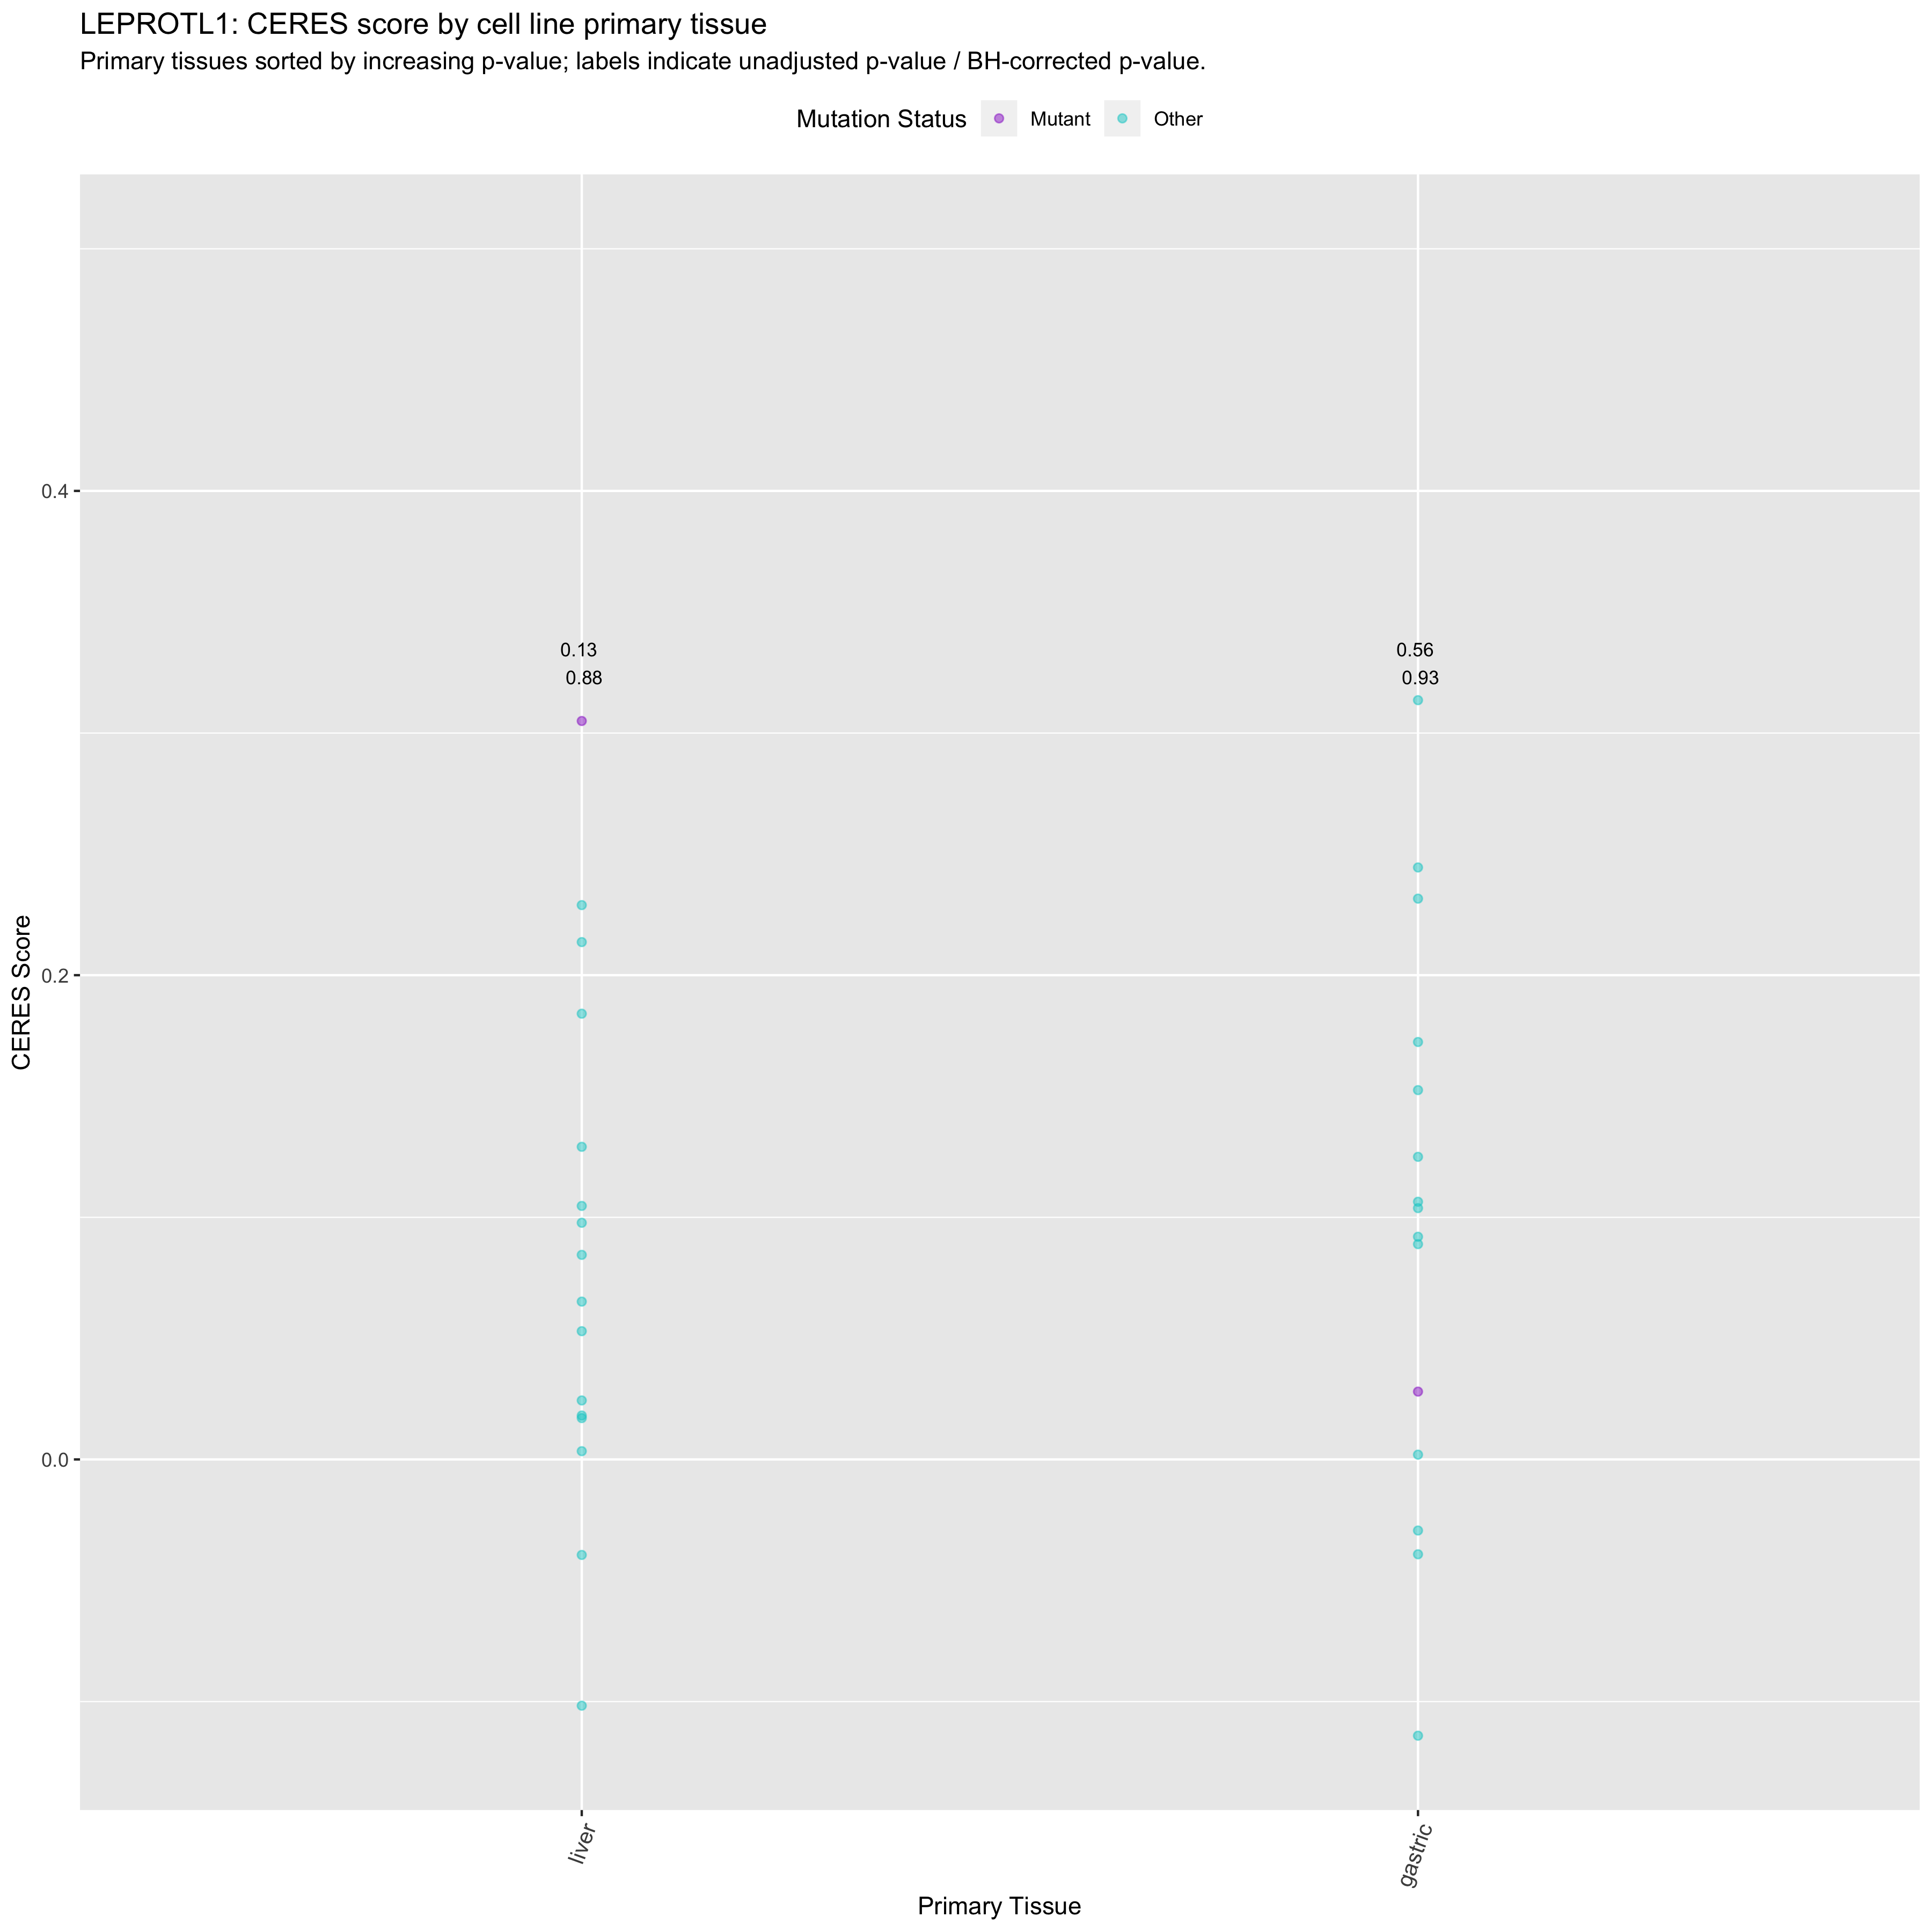 LEPROTL1: CERES score by cell line primary tissue
Primary tissues sorted by increasing p-value; labels indicate unadjusted p-value / BH-corrected p-value.
Mutation Status Mutant Other
0.4
0.2
0.0
CERES Score
0.13
0.88
0.56
0.93
liver
gastric
Primary Tissue